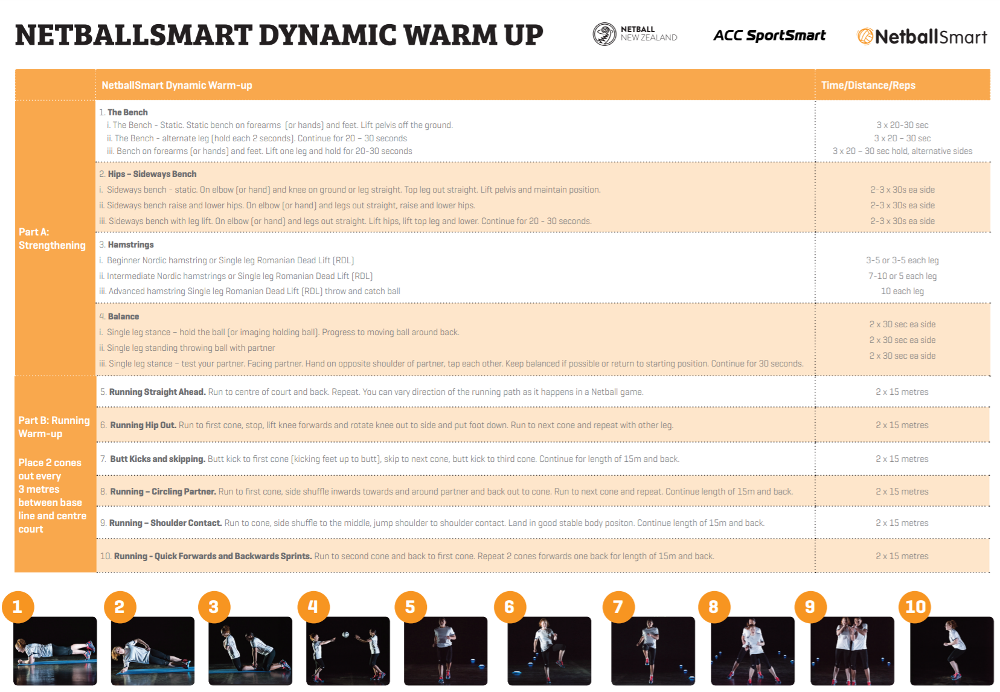 NETBALLSMART DYNAMIC WARM UP
NETBALL
NEW ZEALAND
ACC SportSmart
NetballSmart
NetballSmart Dynamic Warm-up
Time/Distance/Reps
Part A:
Strengthening
1. The Bench
i. The Bench - Static. Static bench on forearms (or hands) and feet. Lift pelvis off the ground.
3 x 20-30 sec
ii. The Bench - alternate leg (hold each 2 seconds). Continue for 20 – 30 seconds
3 x 20 – 30 sec
iii. Bench on forearms (or hands) and feet. Lift one leg and hold for 20-30 seconds
3 x 20 – 30 sec hold, alternative sides
2. Hips – Sideways Bench
i. Sideways bench - static. On elbow (or hand) and knee on ground or leg straight. Top leg out straight. Lift pelvis and maintain position.
2-3 x 30s ea side
ii. Sideways bench raise and lower hips. On elbow (or hand) and legs out straight, raise and lower hips.
2-3 x 30s ea side
iii. Sideways bench with leg lift. On elbow (or hand) and legs out straight. Lift hips, lift top leg and lower. Continue for 20 - 30 seconds.
2-3 x 30s ea side
3. Hamstrings
i. Beginner Nordic hamstring or Single leg Romanian Dead Lift (RDL)
3-5 or 3-5 each leg
ii. Intermediate Nordic hamstrings or Single leg Romanian Dead Lift (RDL)
7-10 or 5 each leg
iii. Advanced hamstring Single leg Romanian Dead Lift (RDL) throw and catch ball
10 each leg
4. Balance
i. Single leg stance – hold the ball (or imaging holding ball). Progress to moving ball around back.
2 x 30 sec ea side
ii. Single leg standing throwing ball with partner
2 x 30 sec ea side
iii. Single leg stance – test your partner. Facing partner. Hand on opposite shoulder of partner, tap each other. Keep balanced if possible or return to starting position. Continue for 30 seconds.
2 x 30 sec ea side
Part B: Running
Warm-up
Place 2 cones
out every
3 metres
between base
line and centre
court
5. Running Straight Ahead. Run to centre of court and back. Repeat. You can vary direction of the running path as it happens in a Netball game.
2 x 15 metres
6. Running Hip Out. Run to first cone, stop, lift knee forwards and rotate knee out to side and put foot down. Run to next cone and repeat with other leg.
2 x 15 metres
7. Butt Kicks and skipping. Butt kick to first cone (kicking feet up to butt), skip to next cone, butt kick to third cone. Continue for length of 15m and back.
2 x 15 metres
8. Running – Circling Partner. Run to first cone, side shuffle inwards towards and around partner and back out to cone. Run to next cone and repeat. Continue length of 15m and back.
2 x 15 metres
9. Running – Shoulder Contact. Run to cone, side shuffle to the middle, jump shoulder to shoulder contact. Land in good stable body positon. Continue length of 15m and back.
2 x 15 metres
10. Running - Quick Forwards and Backwards Sprints. Run to second cone and back to first cone. Repeat 2 cones forwards one back for length of 15m and back.
2 x 15 metres
1
2
3
4
5
6
7
8
9
10